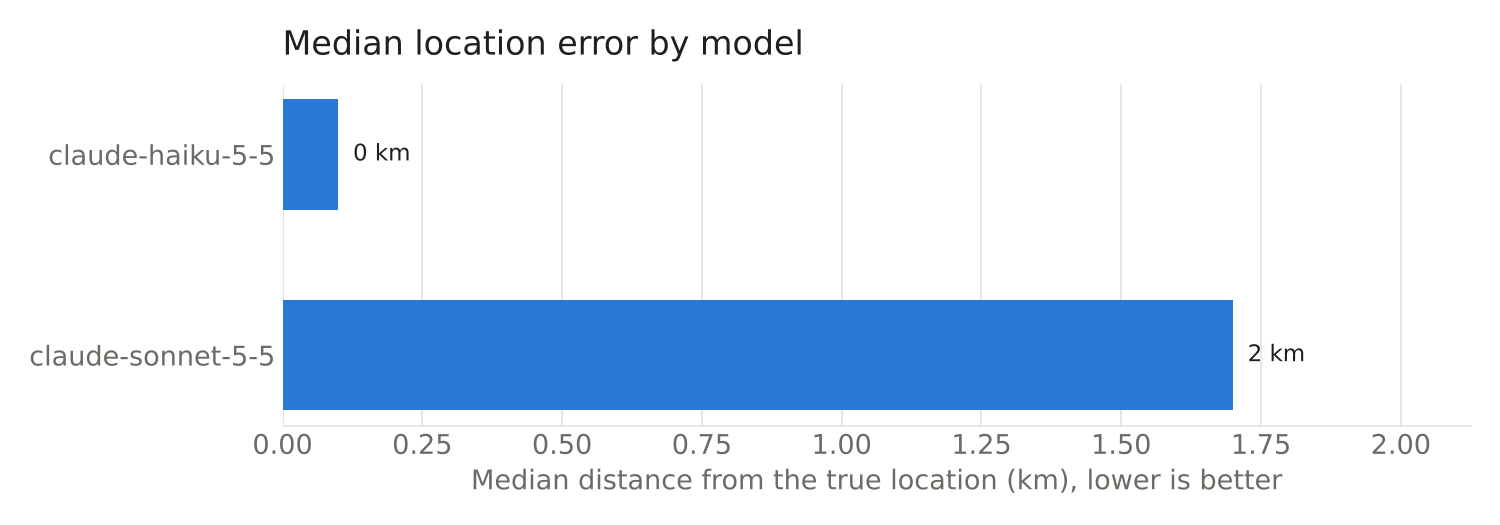 Median location error by model
claude-haiku-5-5
0 km
claude-sonnet-5-5
2 km
0.00 0.25 0.50 0.75 1.00 1.25 1.50 1.75 2.00
Median distance from the true location (km), lower is better